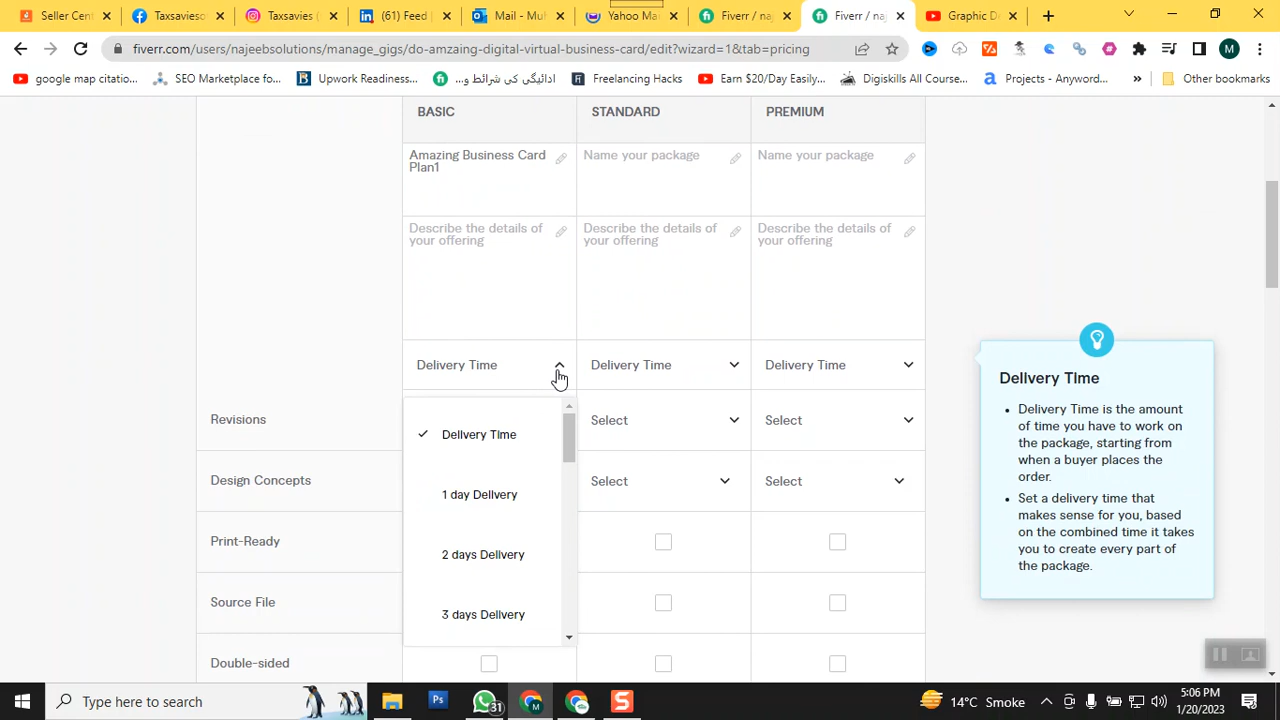 Seller Cent
Taxsavieso
Taxsavies (
(61) Feed |
Mail - Muh
Yahoo Mai
Fiverr / naj
Fiverr / naj
Graphic De
fiverr.com/users/najeebsolutions/manage_gigs/do-amzaing-digital-virtual-business-card/edit?wizard=1&tab=pricing
M
google map citatio...
SEO Marketplace fo...
Upwork Readiness...
ادائیگی کی شرائط و...
Freelancing Hacks
Earn $20/Day Easily...
Digiskills All Course...
Projects - Anyword...
»
Other bookmarks
BASIC
STANDARD
PREMIUM
Amazing Business Card
Plan1
Name your package
Name your package
Describe the details of
your offering
Describe the details of
your offering
Describe the details of
your offering
Delivery Time
Delivery Time
Delivery Time
Delivery Time
1 day Delivery
2 days Delivery
3 days Delivery
Revisions
Select
Select
Design Concepts
Select
Select
Print-Ready
Source File
Double-sided
Delivery Time
• Delivery Time is the amount
of time you have to work on
the package, starting from
when a buyer places the
order.
• Set a delivery time that
makes sense for you, based
on the combined time it takes
you to create every part of
the package.
Type here to search
Ps
31
M
S
14°C Smoke
5:06 PM
1/20/2023